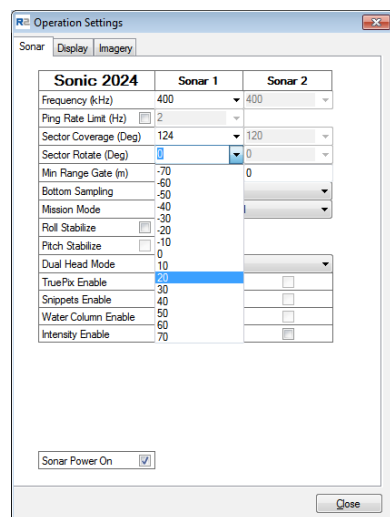 R2 Operation Settings
Sonar Display Imagery
Sonic 2024 Sonar 1 Sonar 2
Frequency (kHz) 400 400
Ping Rate Limit (Hz) 2
Sector Coverage (Deg) 124 120
Sector Rotate (Deg) 0 0
Min Range Gate (m) -70 0
-60
Bottom Sampling -50
Mission Mode -40
-30
Roll Stabilize -20
Pitch Stabilize -10
0
Dual Head Mode 10
TruePix Enable 20
30
Snippets Enable 40
Water Column Enable 50
60
Intensity Enable 70
Sonar Power On
Close